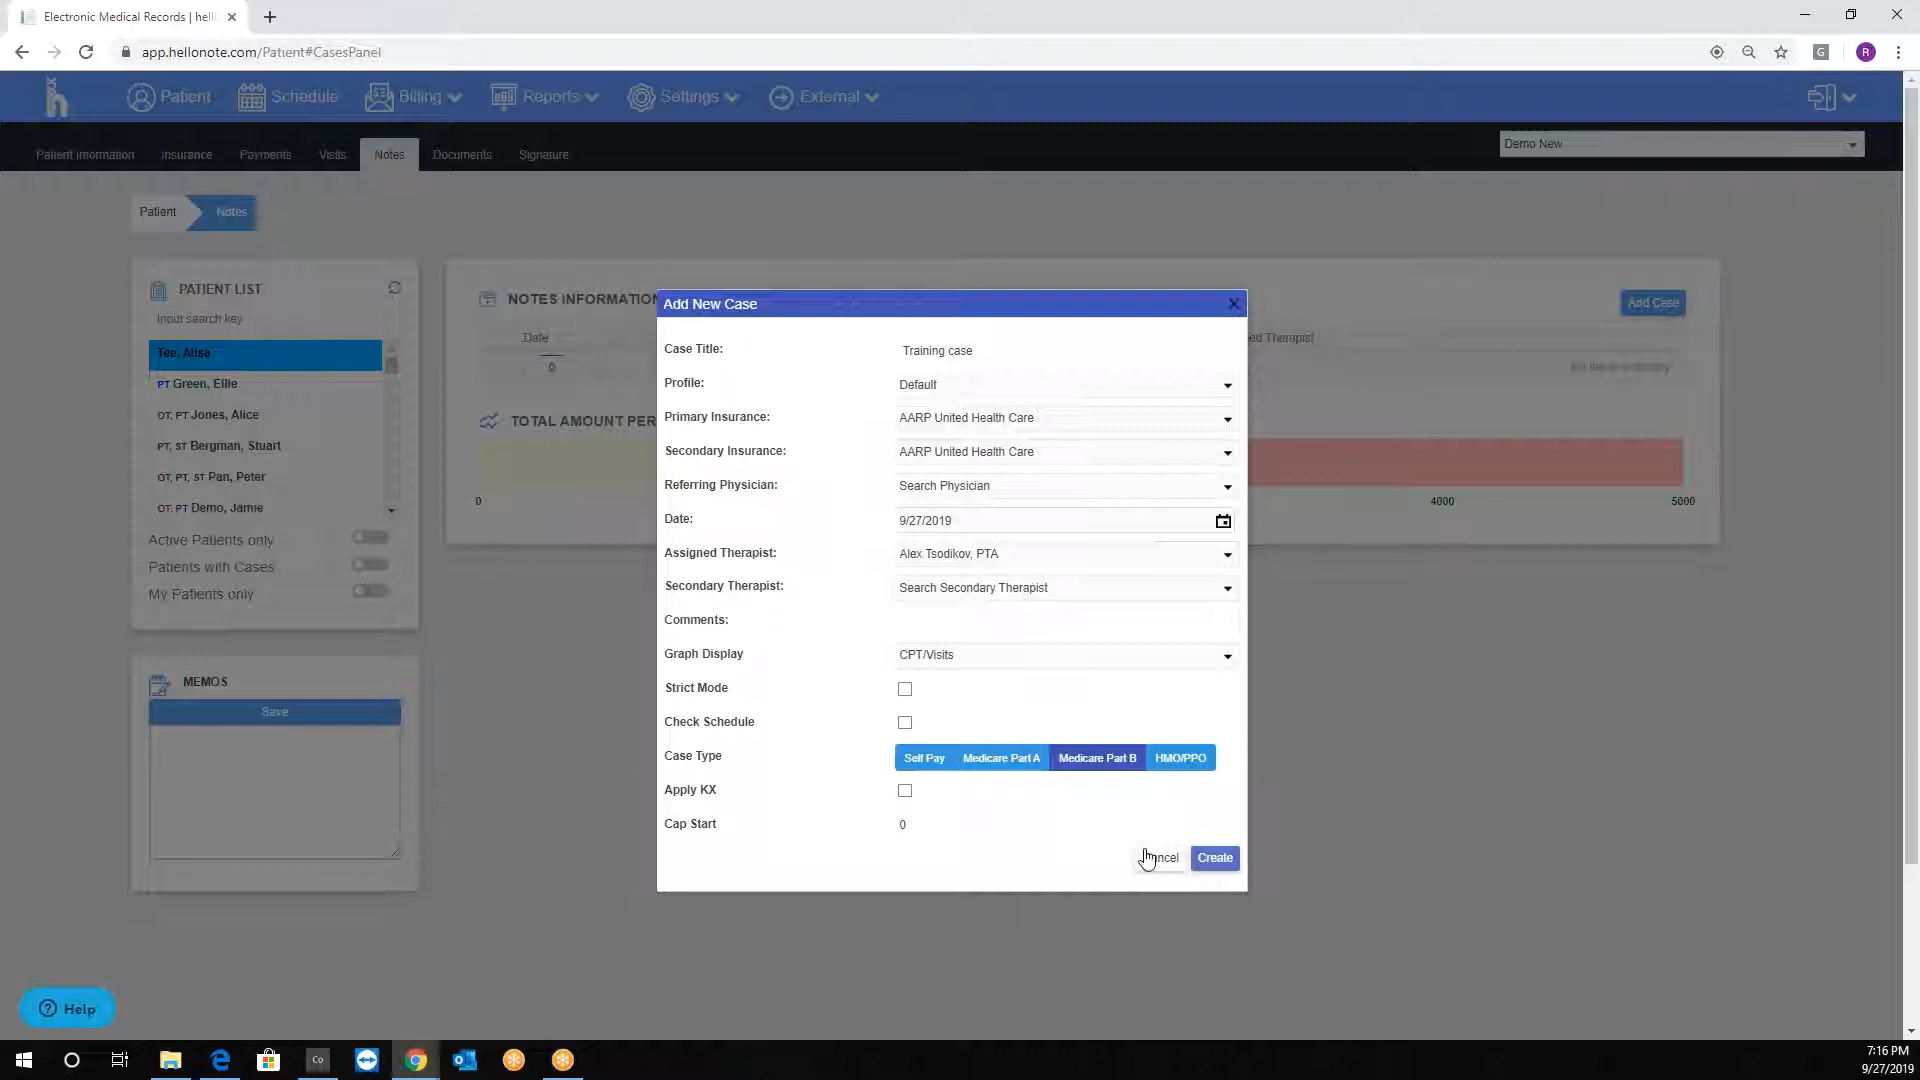 Electronic Medical Records | hell
app.hellonote.com/Patient#CasesPanel
G
R
h
Patient
Schedule
Billing
Reports
Settings
External
Patient Information
Insurance
Payments
Visits
Notes
Documents
Signature
Demo New
Patient
Notes
PATIENT LIST
Input search key
Tee, Alisa
PT Green, Ellie
OT, PT Jones, Alice
PT, ST Bergman, Stuart
OT, PT, ST Pan, Peter
OT, PT Demo, Jamie
Active Patients only
Patients with Cases
My Patients only
MEMOS
Save
NOTES INFORMATION
Add Case
Date
ed Therapist
0
TOTAL AMOUNT PER
0
4000
5000
Add New Case
Case Title:
Training case
Profile:
Default
Primary Insurance:
AARP United Health Care
Secondary Insurance:
AARP United Health Care
Referring Physician:
Search Physician
Date:
9/27/2019
Assigned Therapist:
Alex Tsodikov, PTA
Secondary Therapist:
Search Secondary Therapist
Comments:
Graph Display
CPT/Visits
Strict Mode
Check Schedule
Case Type
Self Pay
Medicare Part A
Medicare Part B
HMO/PPO
Apply KX
Cap Start
0
ncel
Create
Help
Co
7:16 PM
9/27/2019